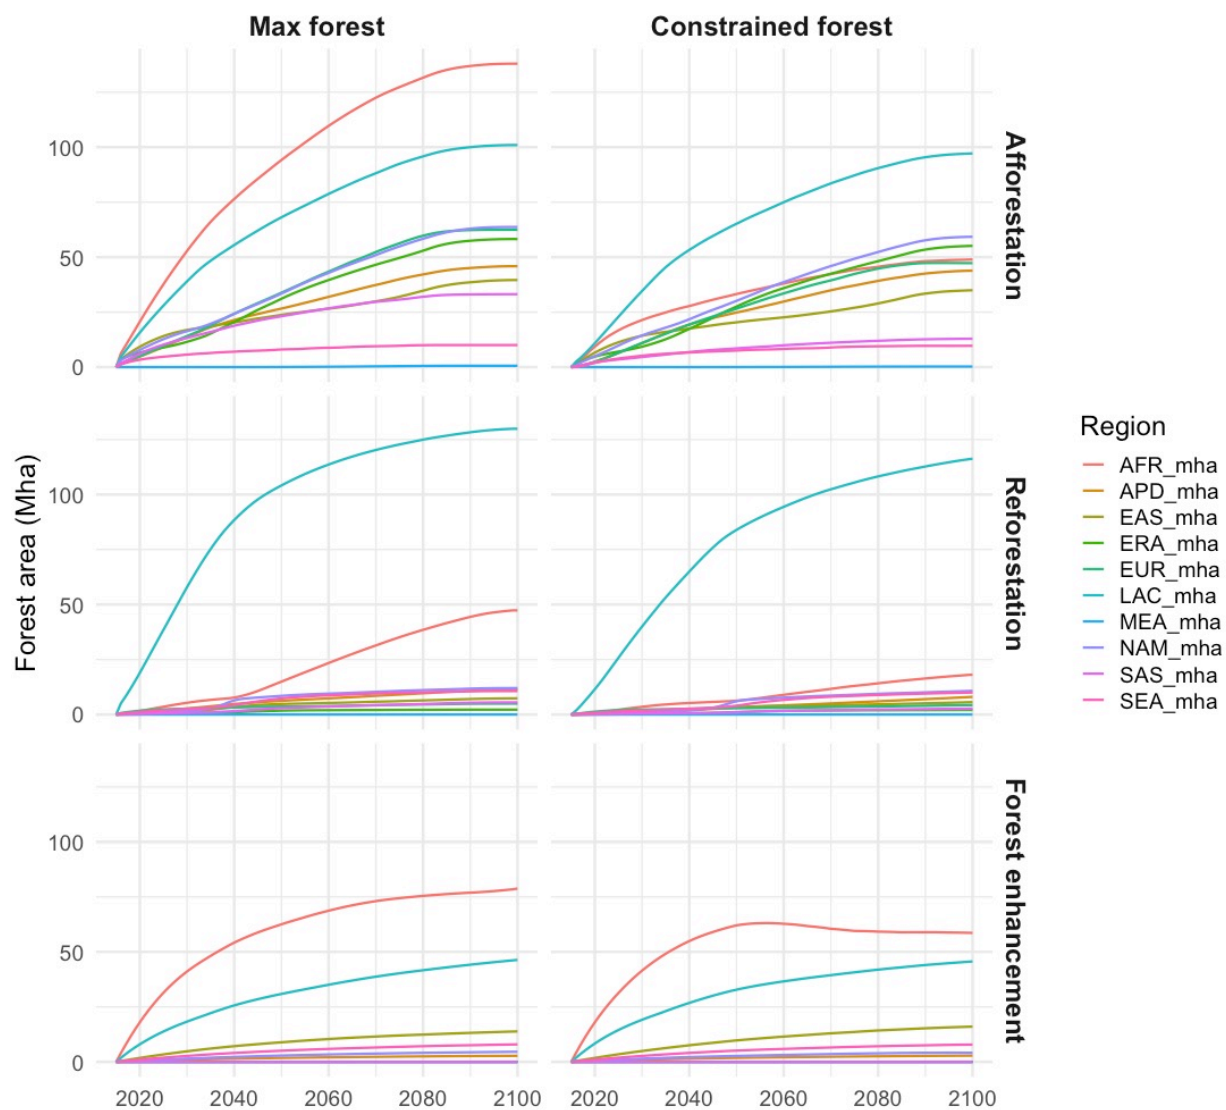 Max forest
Constrained forest
Forest area (Mha)
100
50
0
Afforestation
100
50
0
Reforestation
100
50
0
Forest enhancement
2020 2040 2060 2080 2100
2020 2040 2060 2080 2100
Region
AFR_mha
APD_mha
EAS_mha
ERA_mha
EUR_mha
LAC_mha
MEA_mha
NAM_mha
SAS_mha
SEA_mha